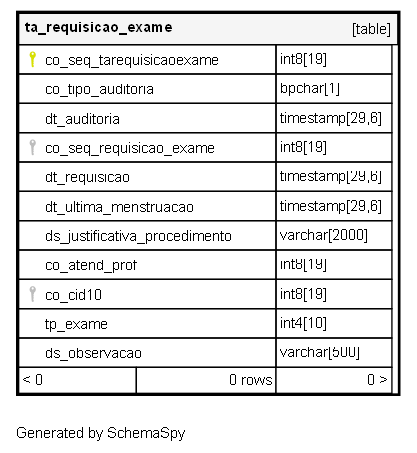 ta_requisicao_exame [table]
co_seq_tarequisicaoexame int8[19]
co_tipo_auditoria bpchar[1]
dt_auditoria timestamp[29,6]
co_seq_requisicao_exame int8[19]
dt_requisicao timestamp[29,6]
dt_ultima_menstruacao timestamp[29,6]
ds_justificativa_procedimento varchar[2000]
co_atend_prof int8[19]
co_cid10 int8[19]
tp_exame int4[10]
ds_observacao varchar[500]
< 0 0 rows 0 >
Generated by SchemaSpy